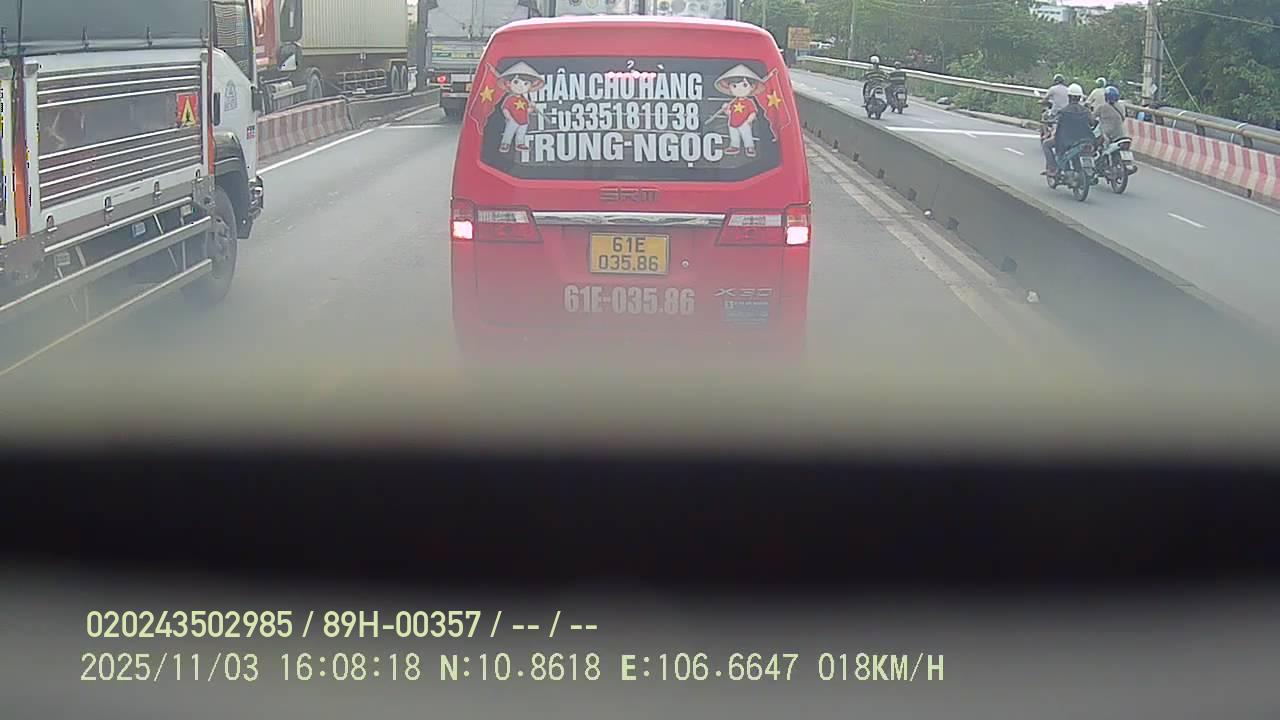 NHẬN CHỞ HÀNG
T:0335181038
TRUNG-NGỌC
SRM
61E
035.86
61E-035.86
X30
020243502985 / 89H-00357 / -- / --
2025/11/03 16:08:18 N:10.8618 E:106.6647 018KM/H